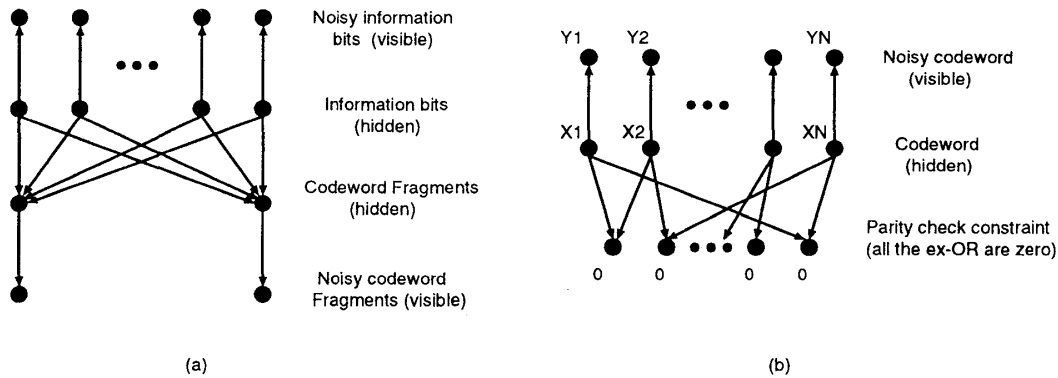 Noisy information
bits (visible)
Information bits
(hidden)
Codeword Fragments
(hidden)
Noisy codeword
Fragments (visible)
(a)
Y1 Y2 YN
Noisy codeword
(visible)
X1 X2 XN
Codeword
(hidden)
Parity check constraint
(all the ex-OR are zero)
0 0 0 0
(b)